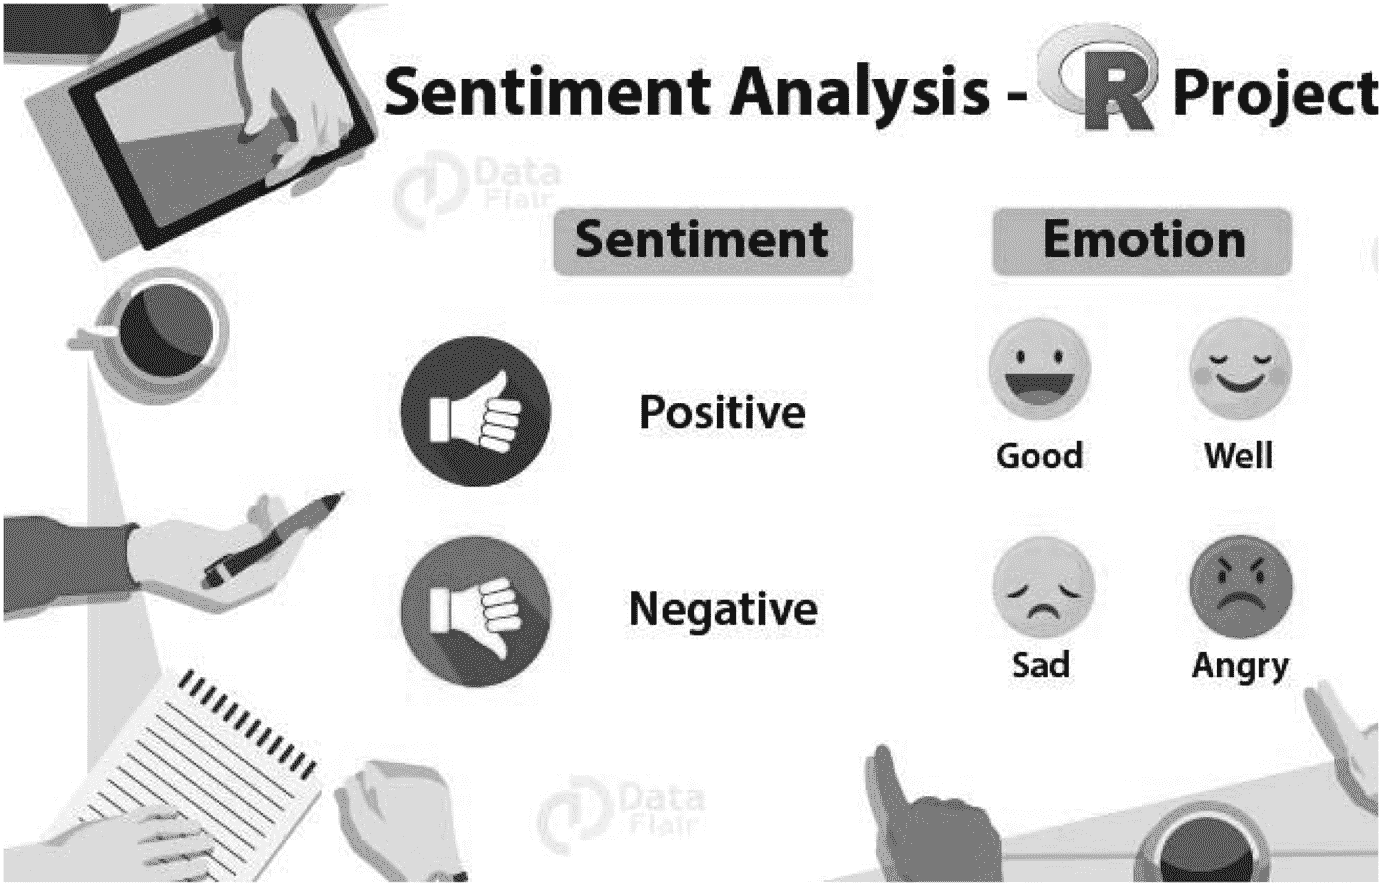 Sentiment Analysis - R Project
Data
Flair
Sentiment
Emotion
Positive
Good
Well
Negative
Sad
Angry
Data
Flair